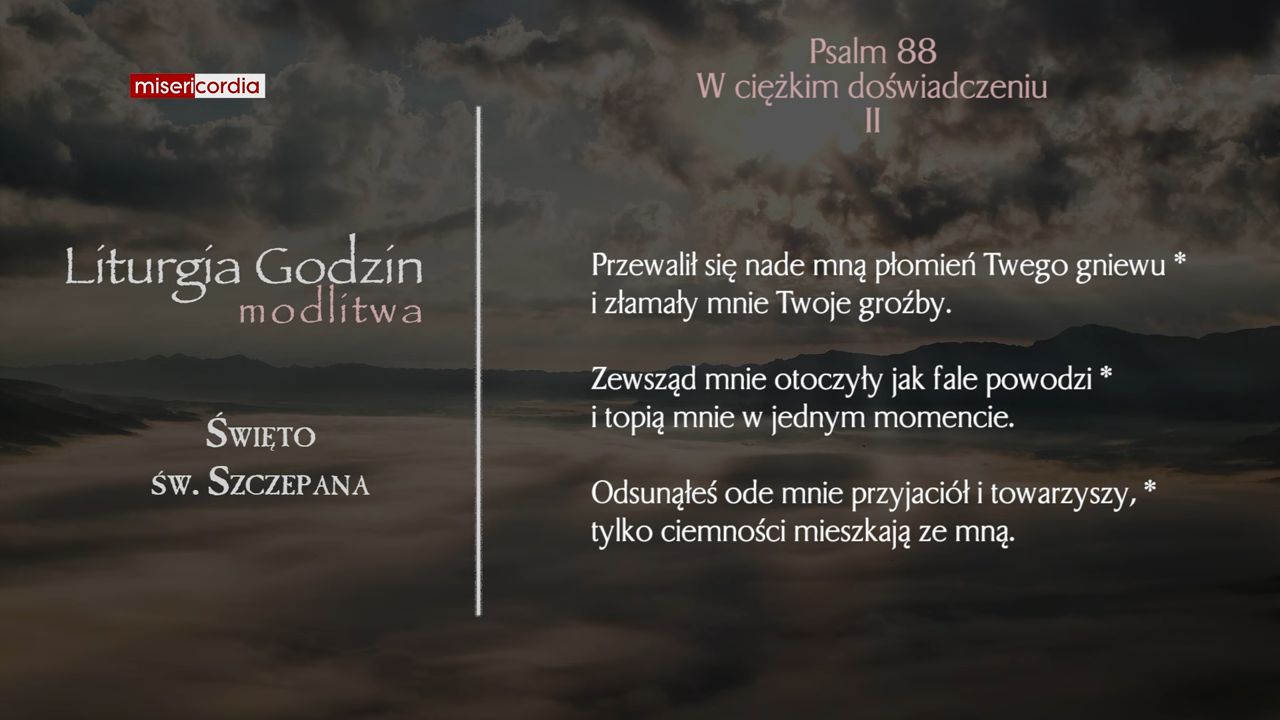 misericordia
Liturgia Godzin
modlitwa
Święto
św. Szczepana
Psalm 88
W ciężkim doświadczeniu
II
Przewalił się nade mną płomień Twego gniewu *
i złamały mnie Twoje groźby.
Zewsząd mnie otoczyły jak fale powodzi *
i topią mnie w jednym momencie.
Odsunąłeś ode mnie przyjaciół i towarzyszy, *
tylko ciemności mieszkają ze mną.